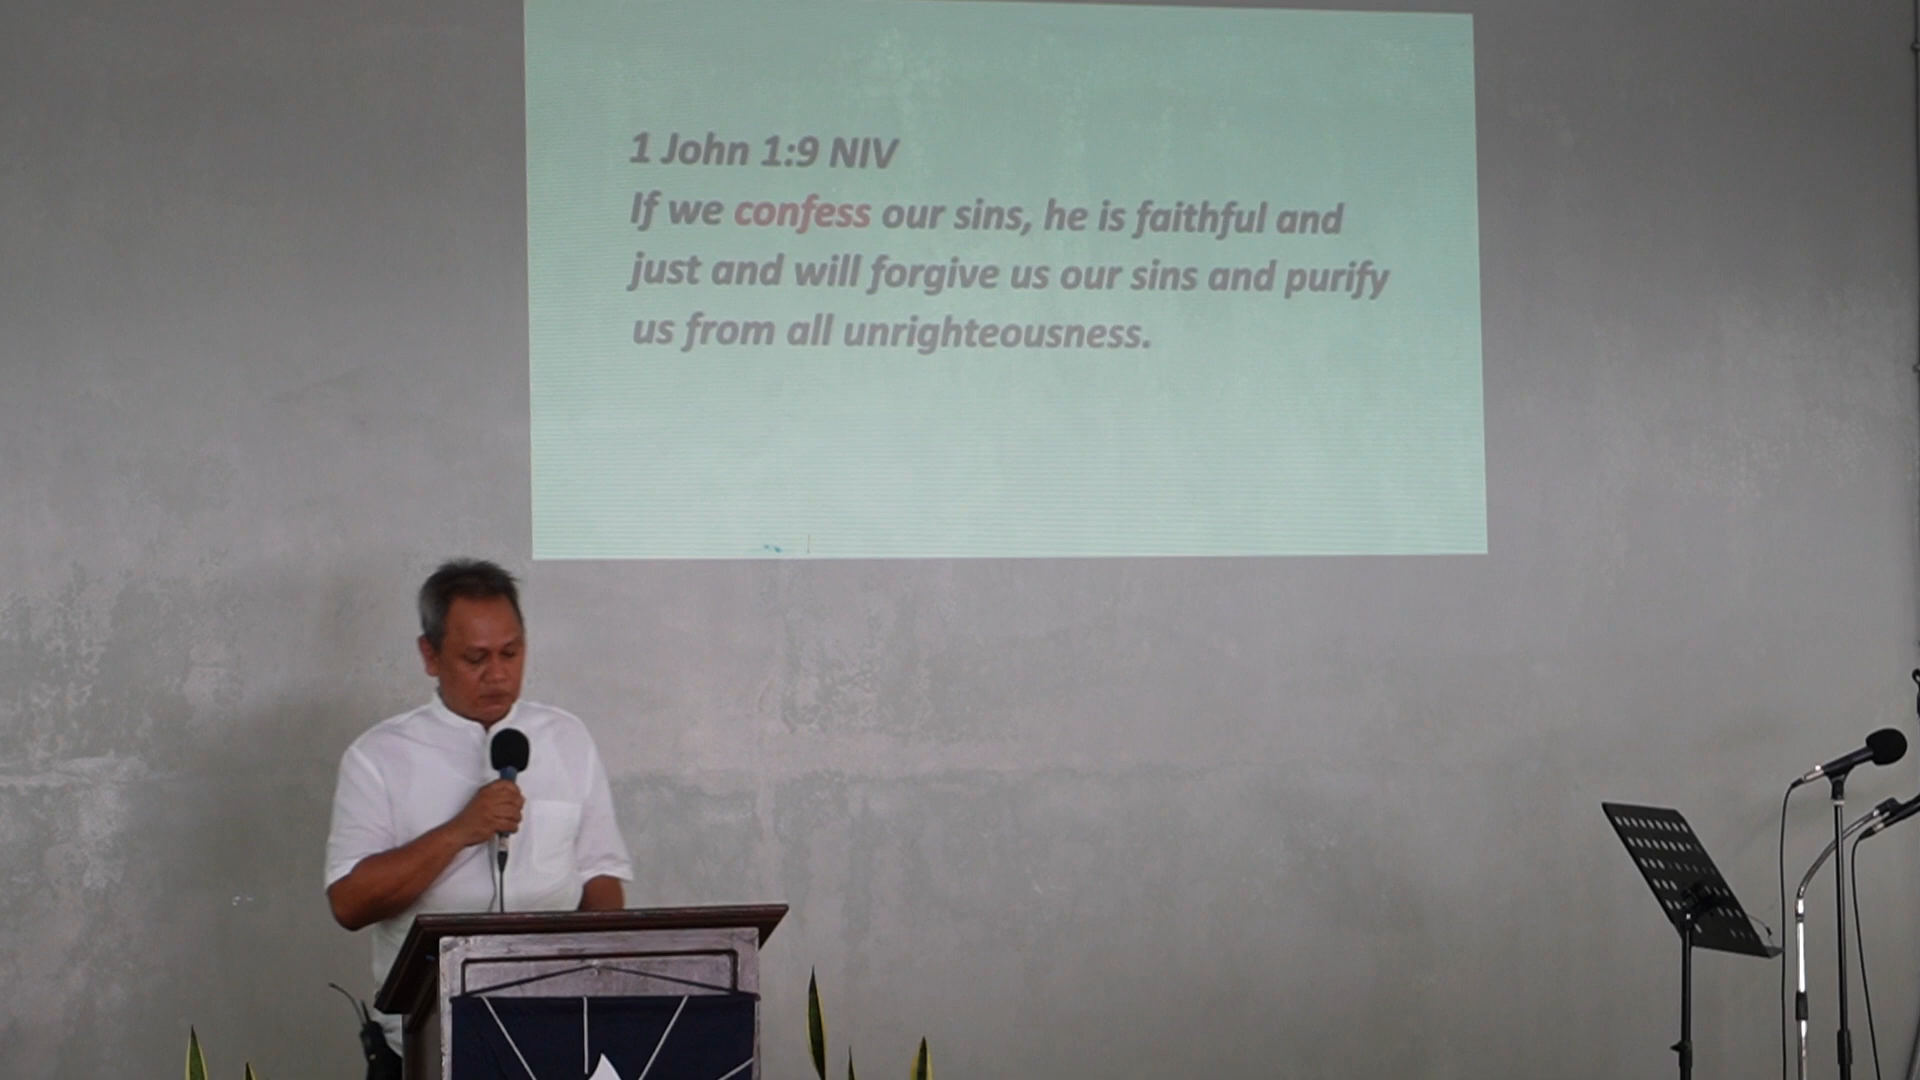 1 John 1:9 NIV
If we confess our sins, he is faithful and
just and will forgive us our sins and purify
us from all unrighteousness.